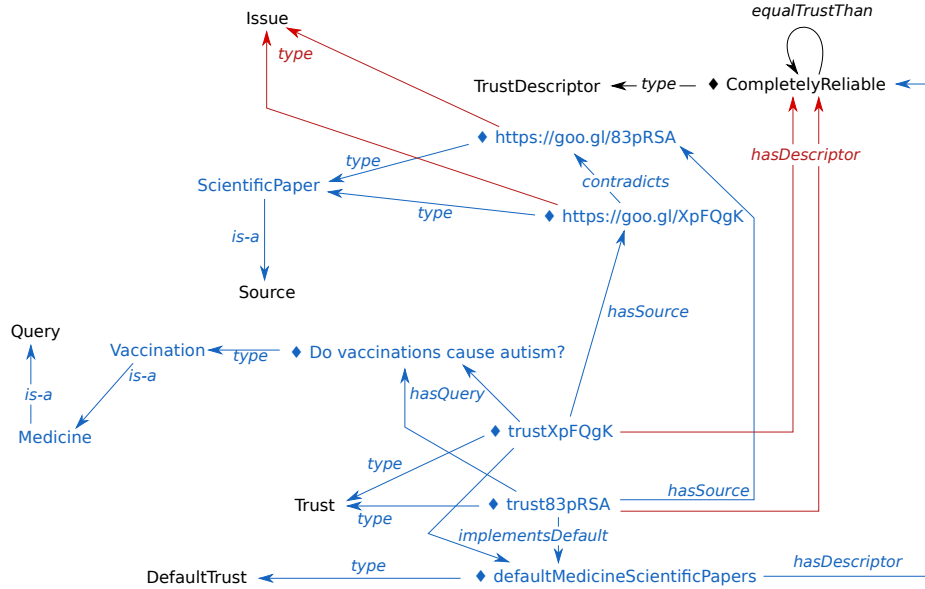 equalTrustThan
Issue
type
TrustDescriptor
type
♦ CompletelyReliable
♦ https://goo.gl/83pRSA
hasDescriptor
type
contradicts
ScientificPaper
type
♦ https://goo.gl/XpFQgK
is-a
Source
hasSource
Query
Vaccination
type
♦ Do vaccinations cause autism?
is-a
is-a
hasQuery
Medicine
♦ trustXpFQgK
type
hasSource
Trust
♦ trust83pRSA
type
implementsDefault
hasDescriptor
type
DefaultTrust
♦ defaultMedicineScientificPapers